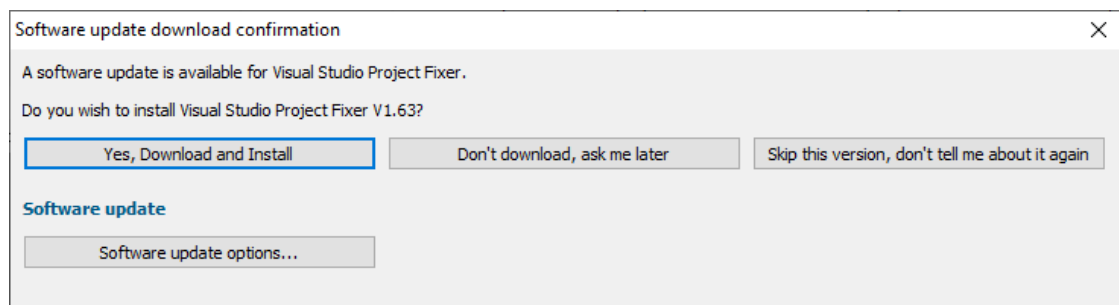 Software update download confirmation
A software update is available for Visual Studio Project Fixer.
Do you wish to install Visual Studio Project Fixer V1.63?
Yes, Download and Install
Don't download, ask me later
Skip this version, don't tell me about it again
Software update
Software update options...